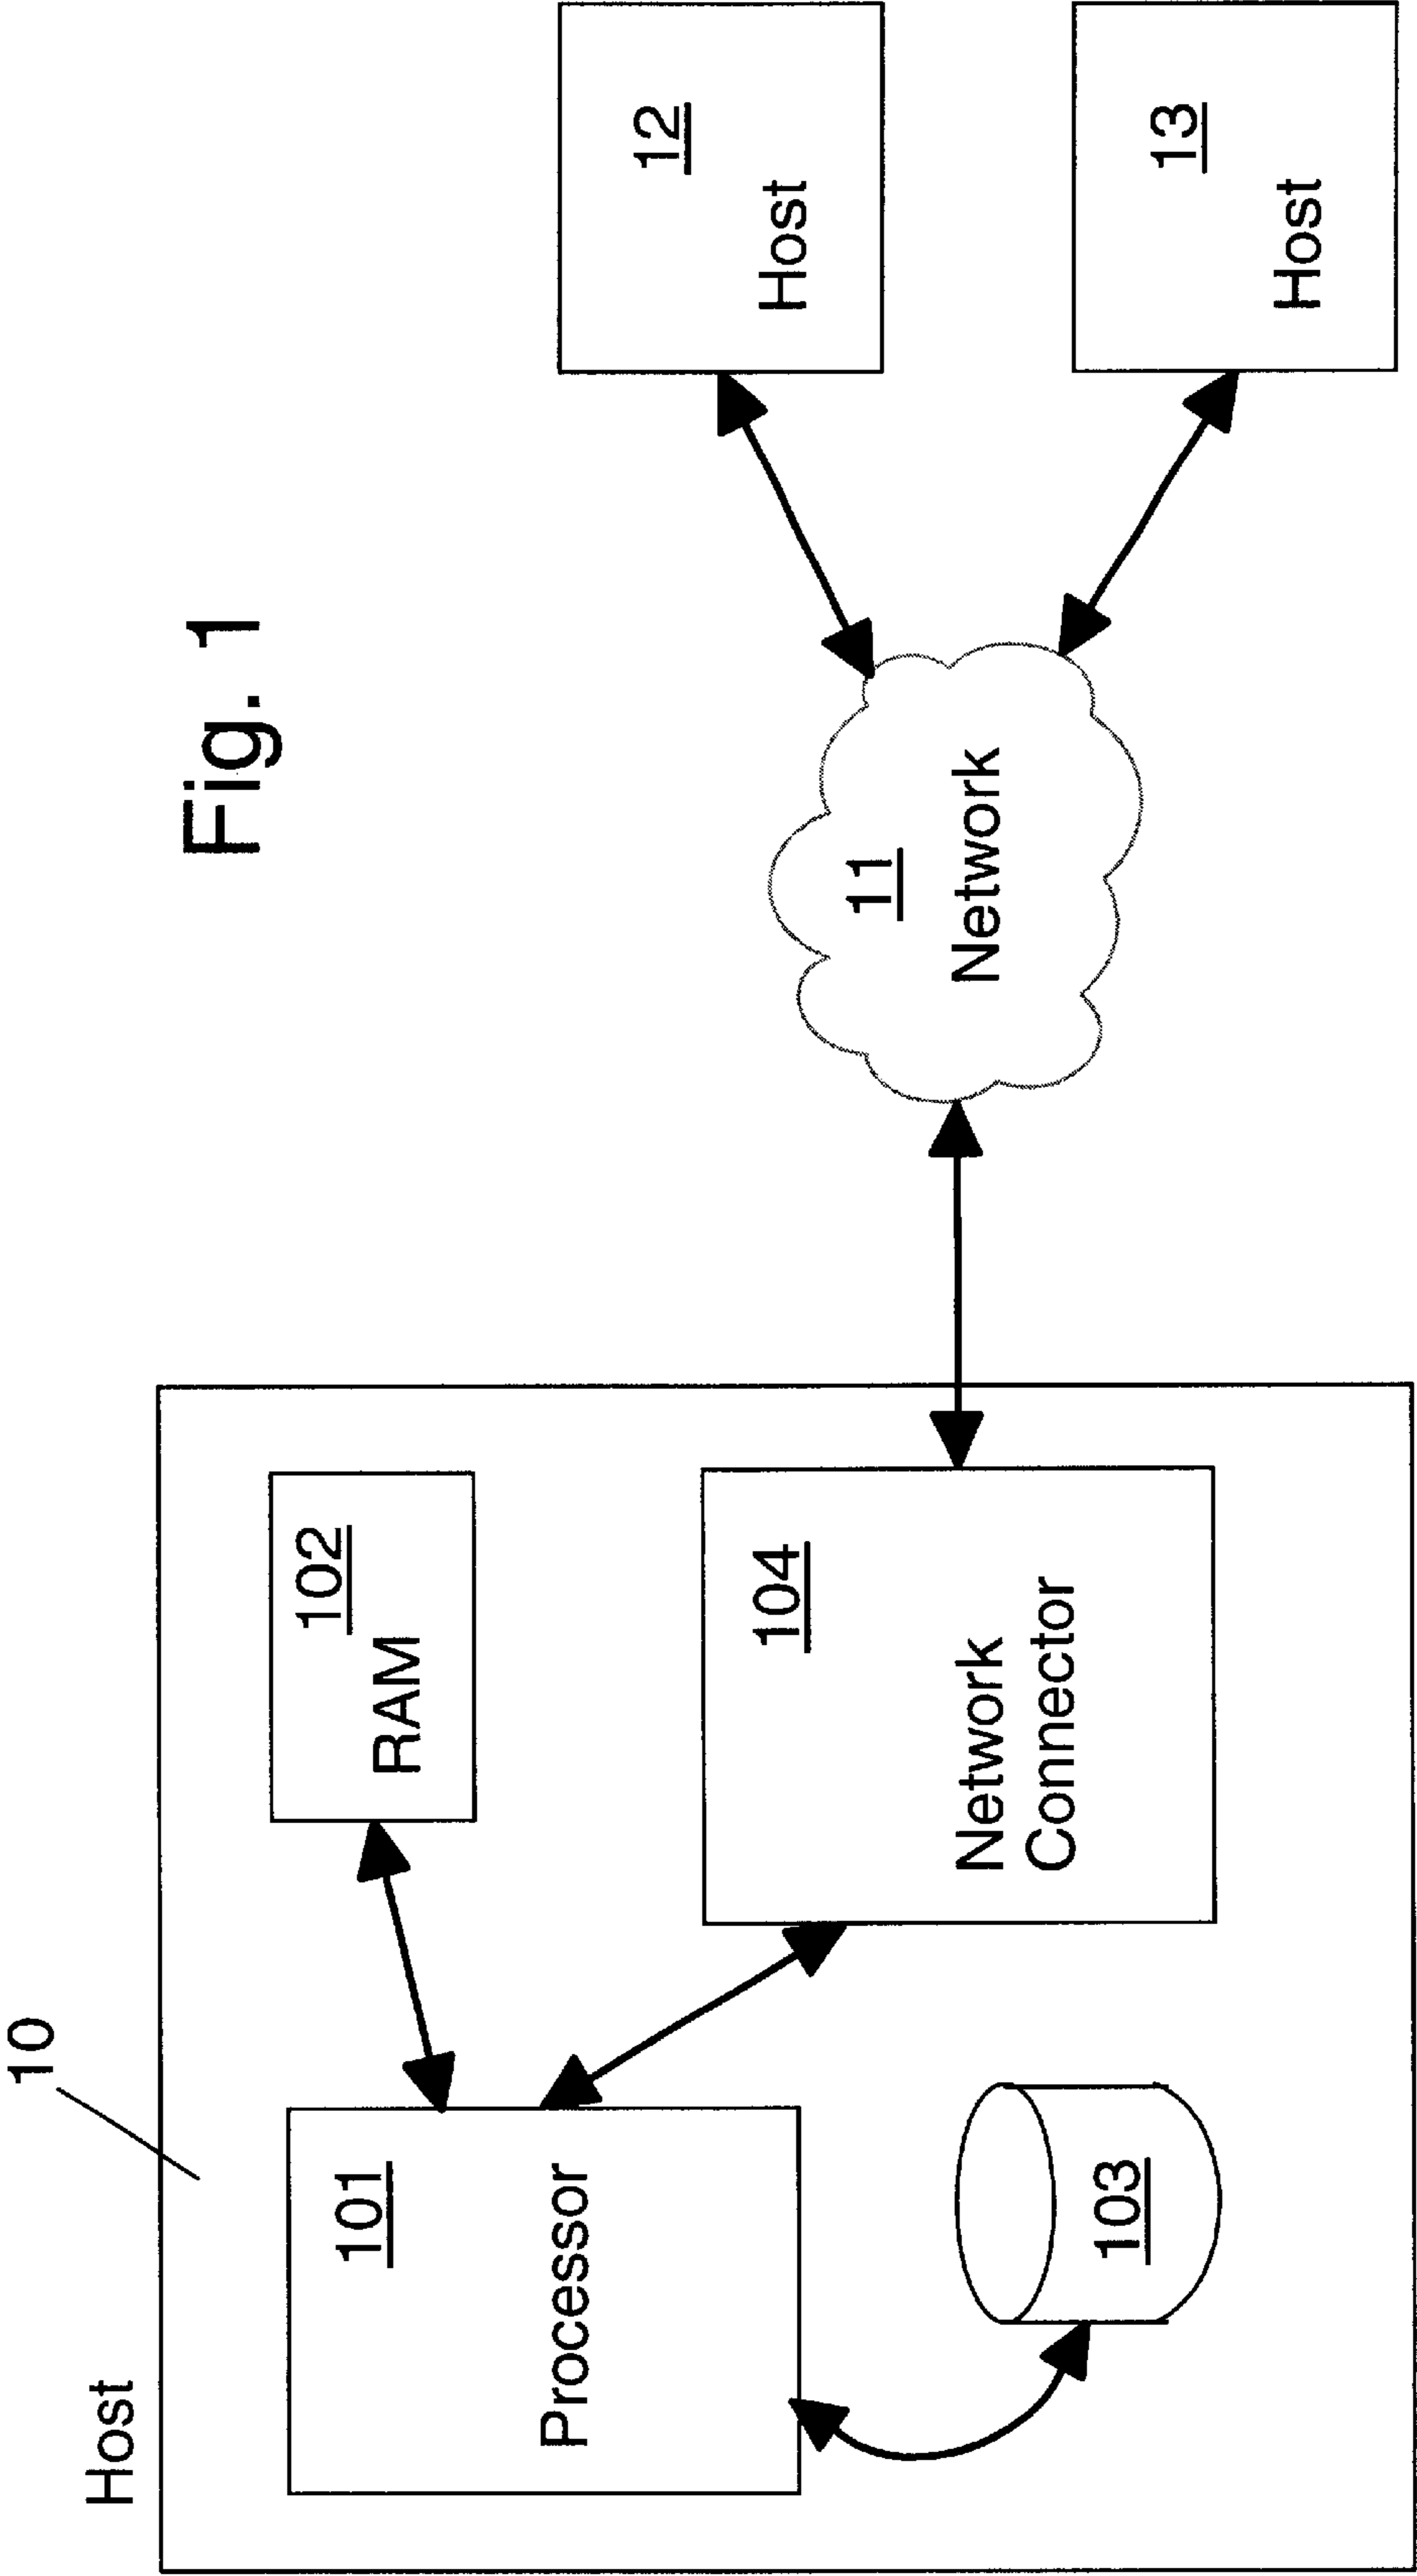 Fig. 1
Host
10
101
Processor
102
RAM
103
104
Network
Connector
11
Network
12
Host
13
Host